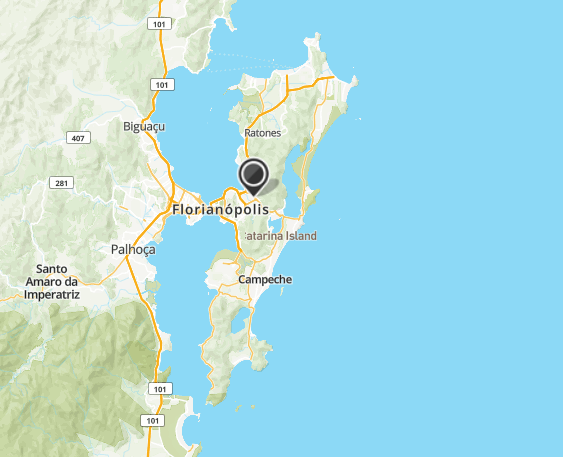 101
101
Biguaçu
Ratones
407
281
Florianópolis
atarina Island
Palhoça
Santo
Amaro da
Imperatriz
Campeche
101
101